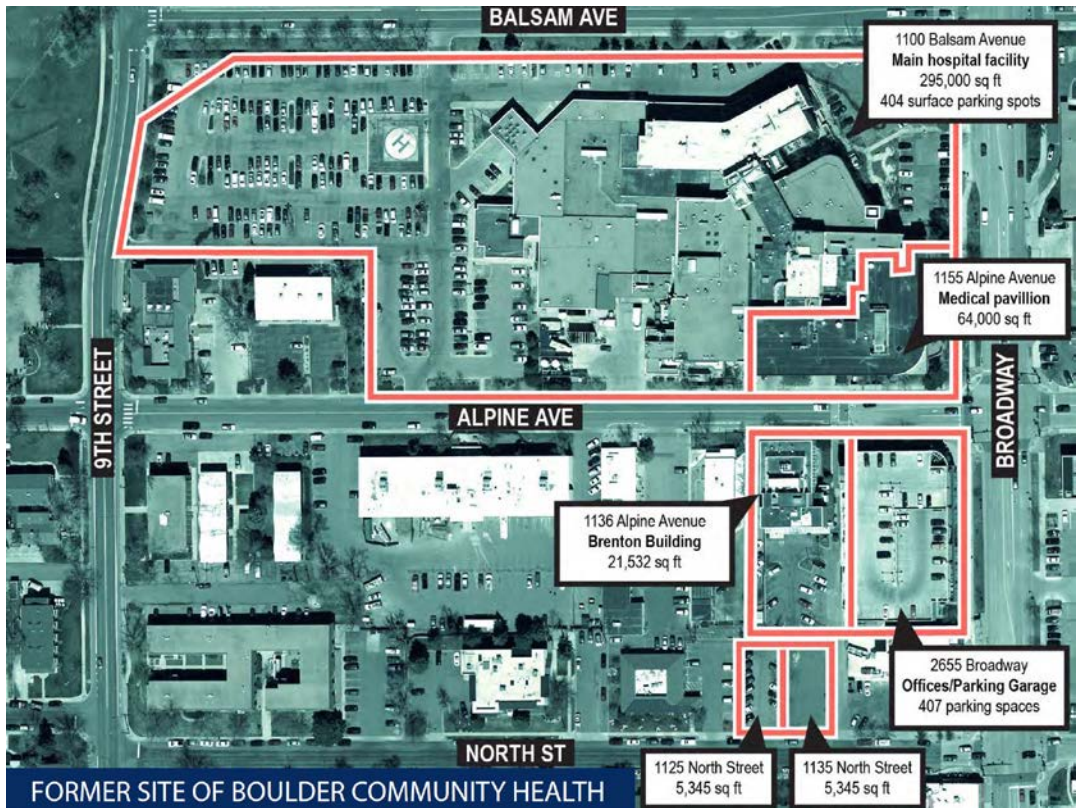 BALSAM AVE
1100 Balsam Avenue
Main hospital facility
295,000 sq ft
404 surface parking spots
H
1155 Alpine Avenue
Medical pavillion
64,000 sq ft
9TH STREET
ALPINE AVE
BROADWAY
1136 Alpine Avenue
Brenton Building
21,532 sq ft
2655 Broadway
Offices/Parking Garage
407 parking spaces
NORTH ST
1125 North Street
5,345 sq ft
1135 North Street
5,345 sq ft
FORMER SITE OF BOULDER COMMUNITY HEALTH